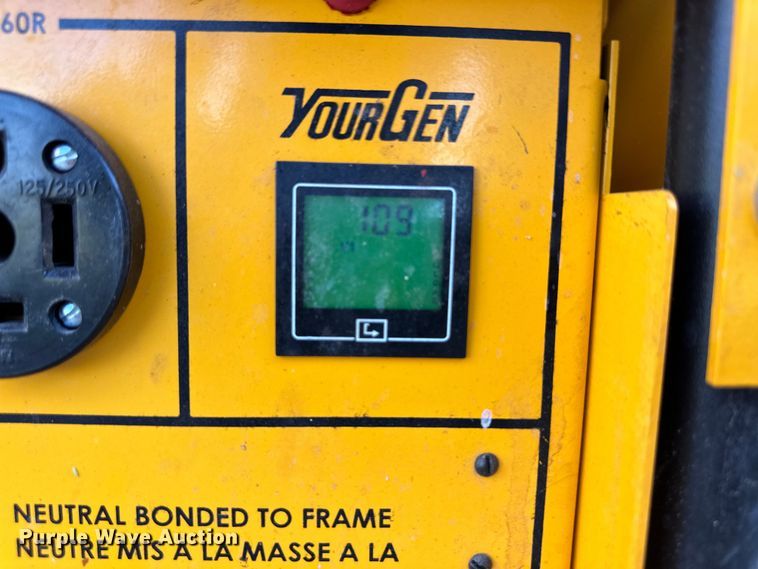 60R
YOURGEN
125/250V
109
NEUTRAL BONDED TO FRAME
NEUTRE MIS A LA MASSE A LA
Purple Wave Auction